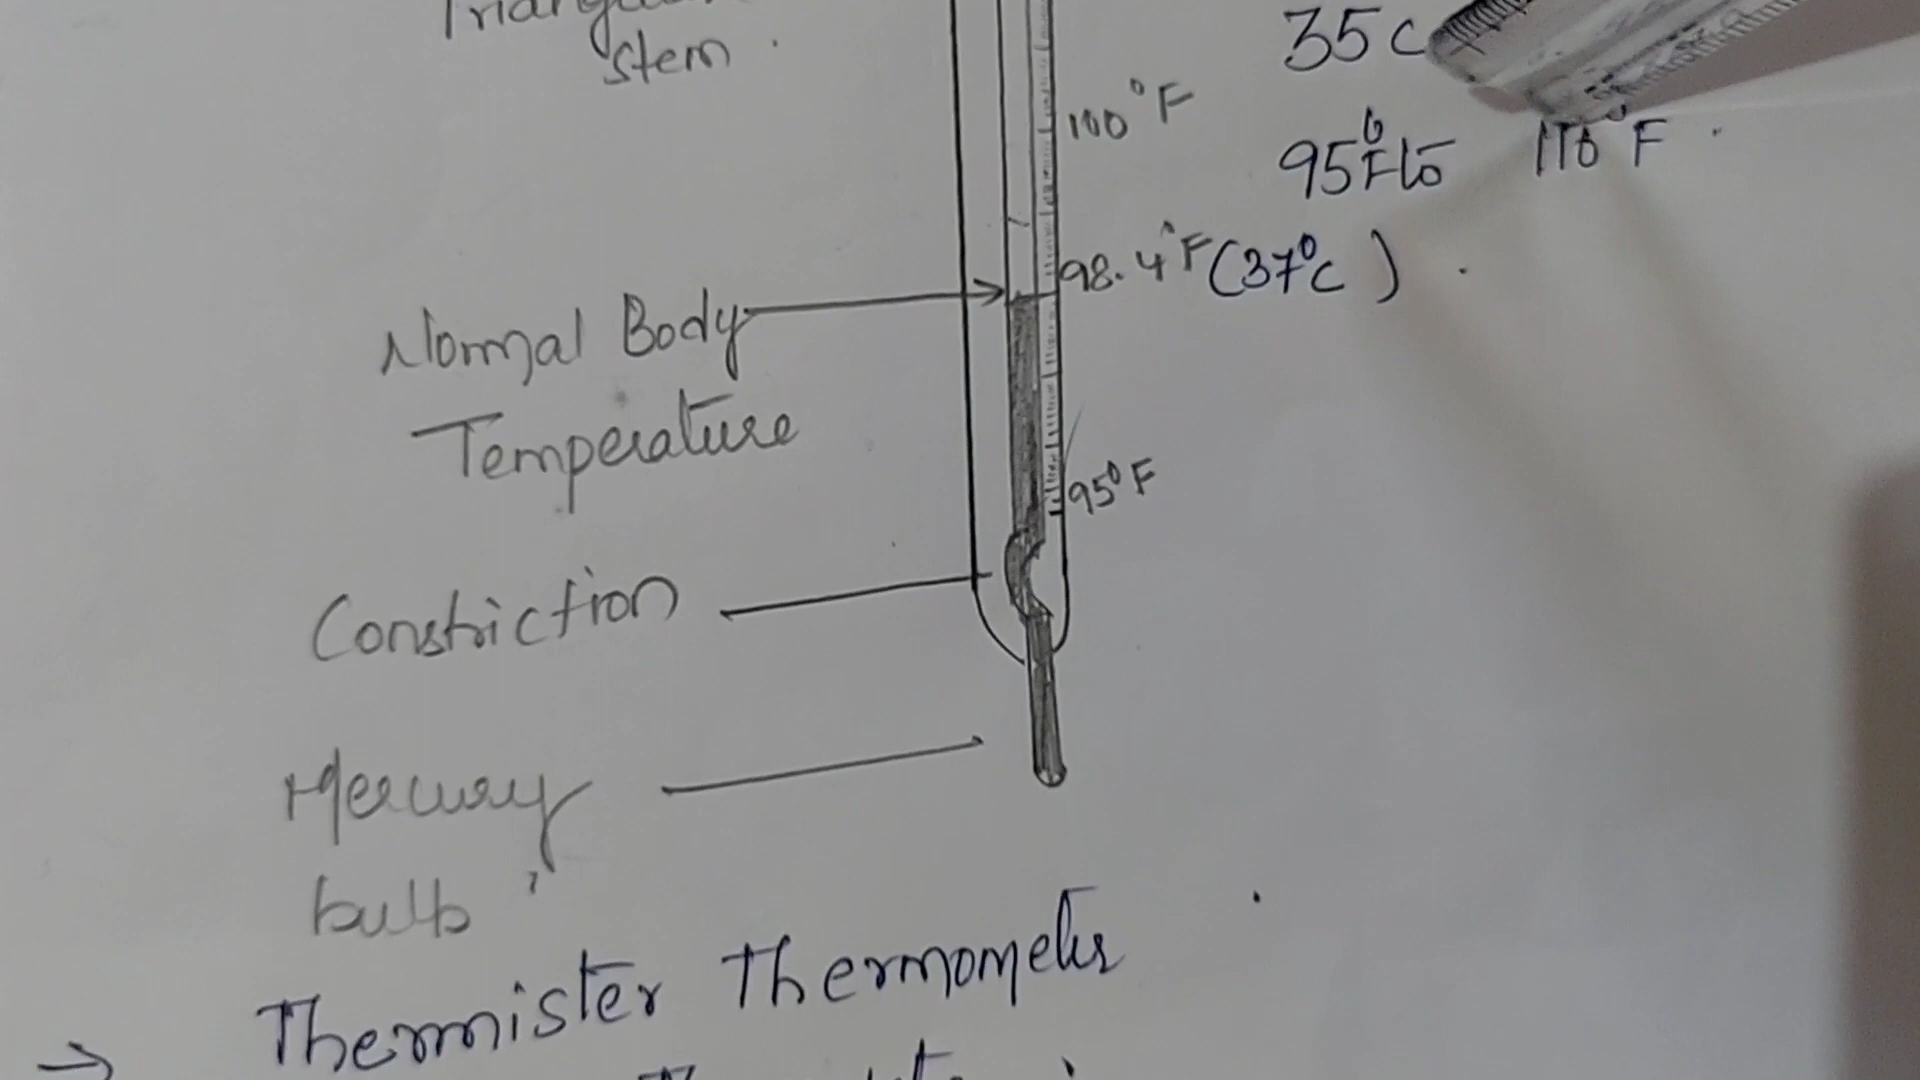 stem
35 c
100°F
95°F to 110°F
98.4°F (37°c)
Normal Body
Temperature
95°F
Constriction
Mercury
bulb
→ Thermister Thermometer